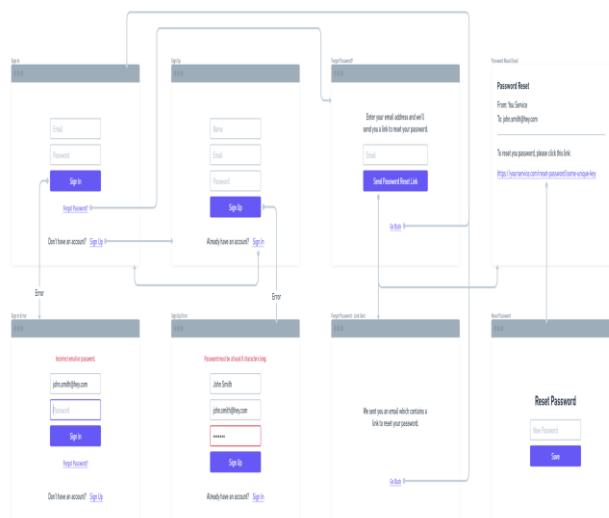 Sign In
Email
Password
Sign In
Forgot Password?
Don't have an account? Sign Up
Sign Up
Name
Email
Password
Sign Up
Already have an account? Sign In
Forgot Password?
Enter your email address and we'll
send you a link to reset your password.
Email
Send Password Reset Link
Go Back
Password Reset Email
Password Reset
From: You Service
To: john.smith@hey.com
To reset you password, please click this link:
https://yourservice.com/reset-password/some-unique-key
Error
Error
Sign In Error
Incorrect email or password.
john.smith@hey.com
Password
Sign In
Forgot Password?
Don't have an account? Sign Up
Sign Up Error
Password must be at least 8 characters long.
John Smith
john.smith@hey.com
••••••
Sign Up
Already have an account? Sign In
Forgot Password - Link Sent
We sent you an email which contains a
link to reset your password.
Go Back
Reset Password
Reset Password
New Password
Save